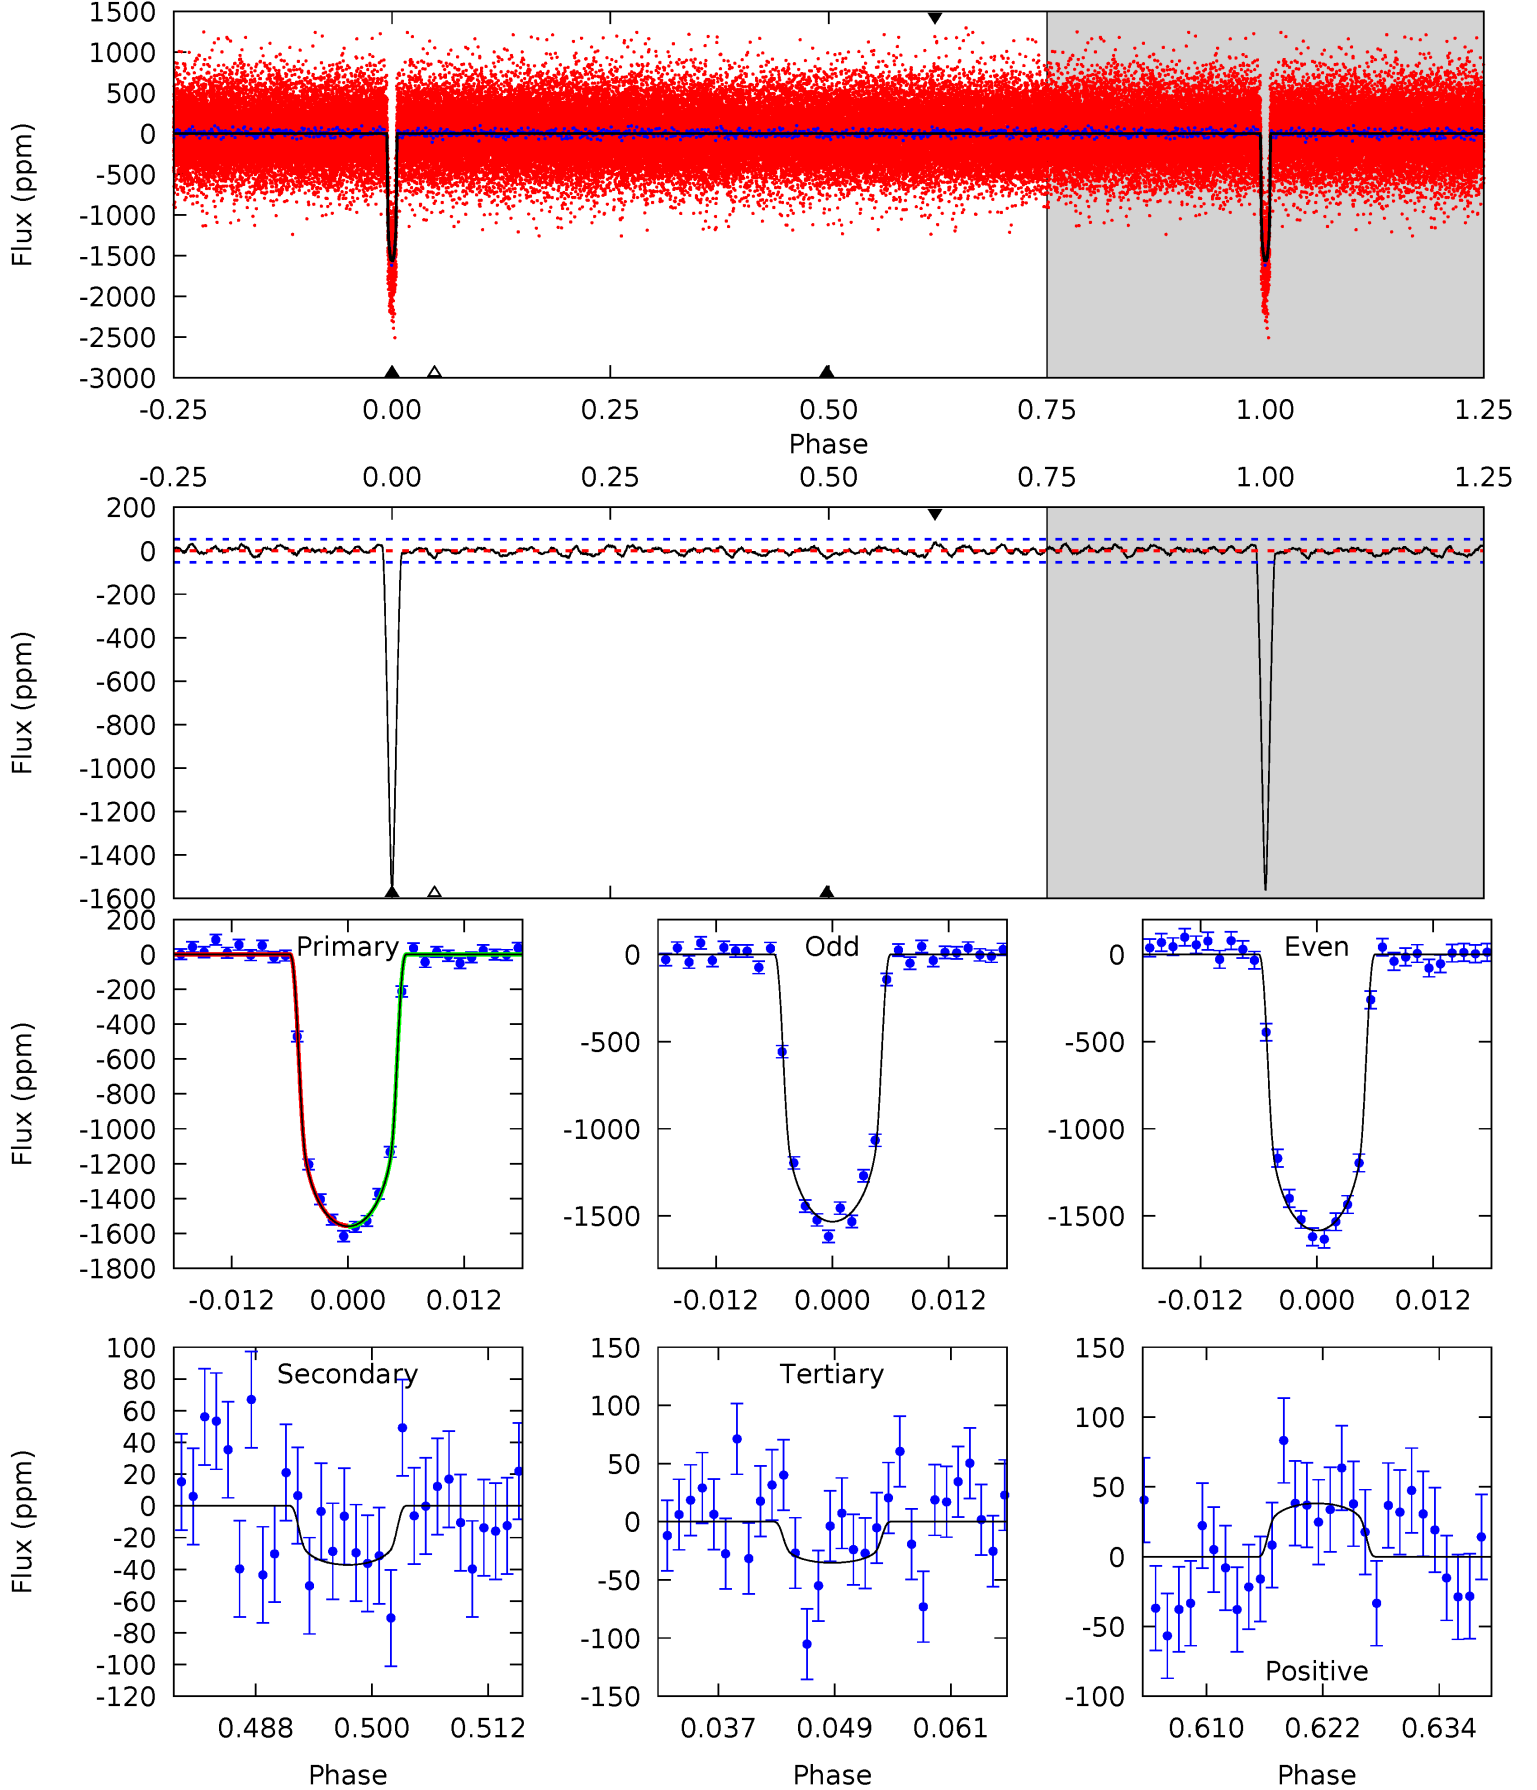 1500
1000
500
0
-500
-1000
-1500
-2000
-2500
-3000
Flux (ppm)
-0.25 0.00 0.25 0.50 0.75 1.00 1.25
Phase
-0.25 0.00 0.25 0.50 0.75 1.00 1.25
200
0
-200
-400
-600
-800
-1000
-1200
-1400
-1600
Flux (ppm)
200
0
-200
-400
-600
-800
-1000
-1200
-1400
-1600
-1800
Flux (ppm)
Primary
-0.012 0.000 0.012
0
-500
-1000
-1500
Odd
-0.012 0.000 0.012
0
-500
-1000
-1500
Even
-0.012 0.000 0.012
100
80
60
40
20
0
-20
-40
-60
-80
-100
-120
Flux (ppm)
Secondary
0.488 0.500 0.512
Phase
150
100
50
0
-50
-100
-150
Tertiary
0.037 0.049 0.061
Phase
150
100
50
0
-50
-100
Positive
0.610 0.622 0.634
Phase